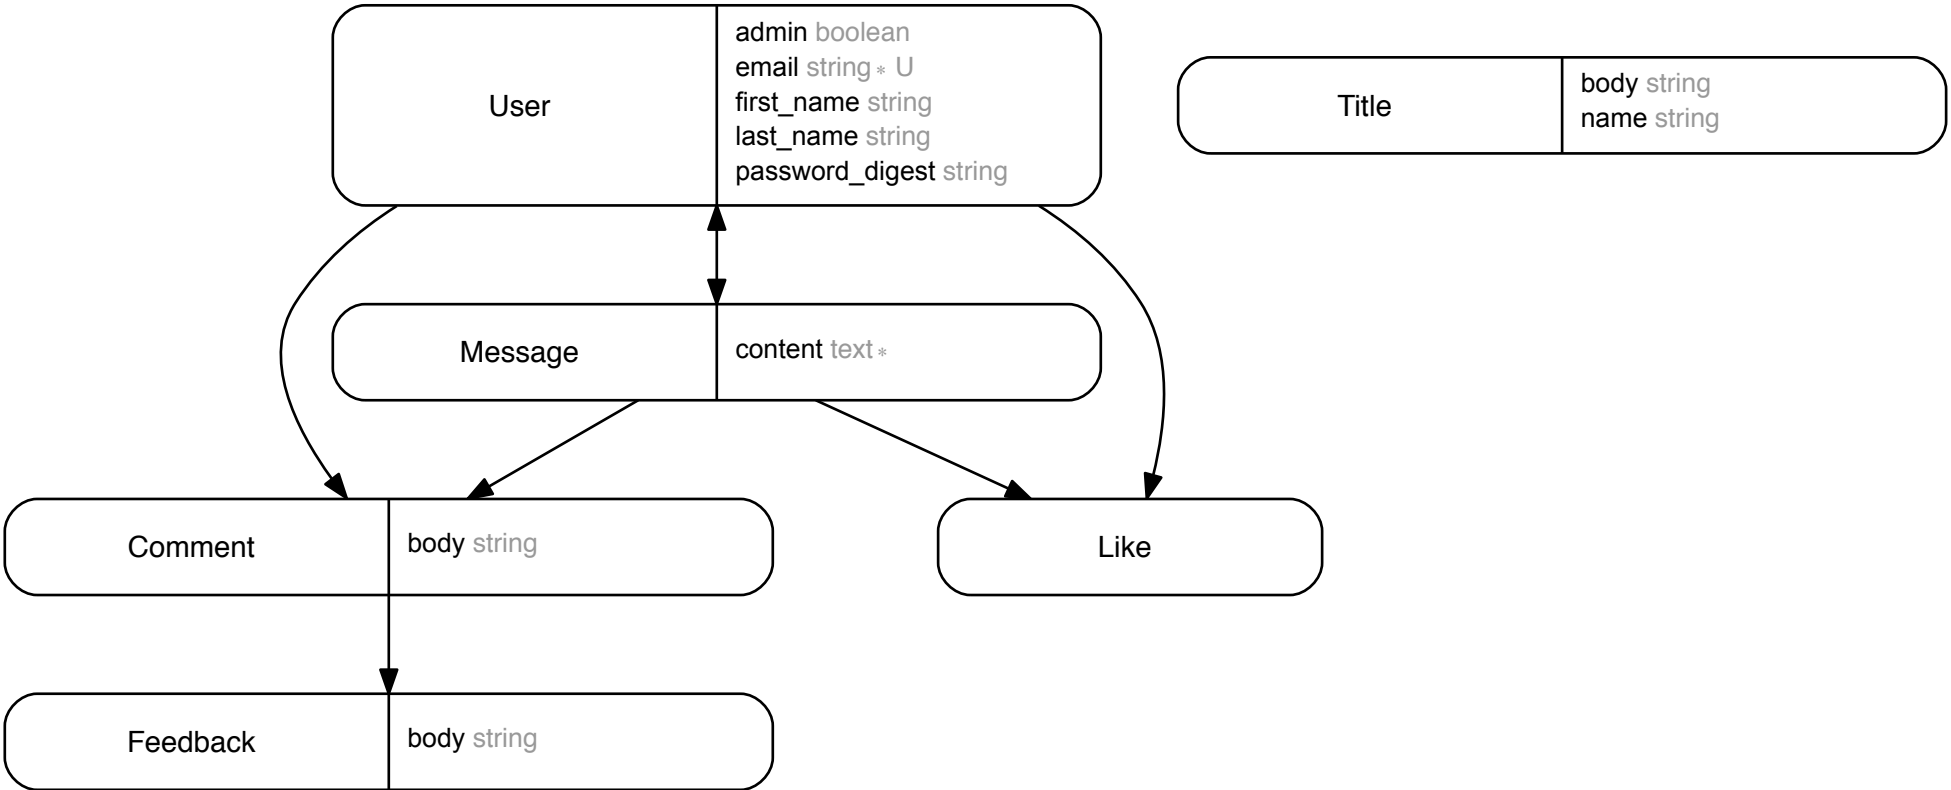 User
admin boolean
email string∗ U
first_name string
last_name string
password_digest string
Title
body string
name string
Message
content text∗
Comment
body string
Like
Feedback
body string